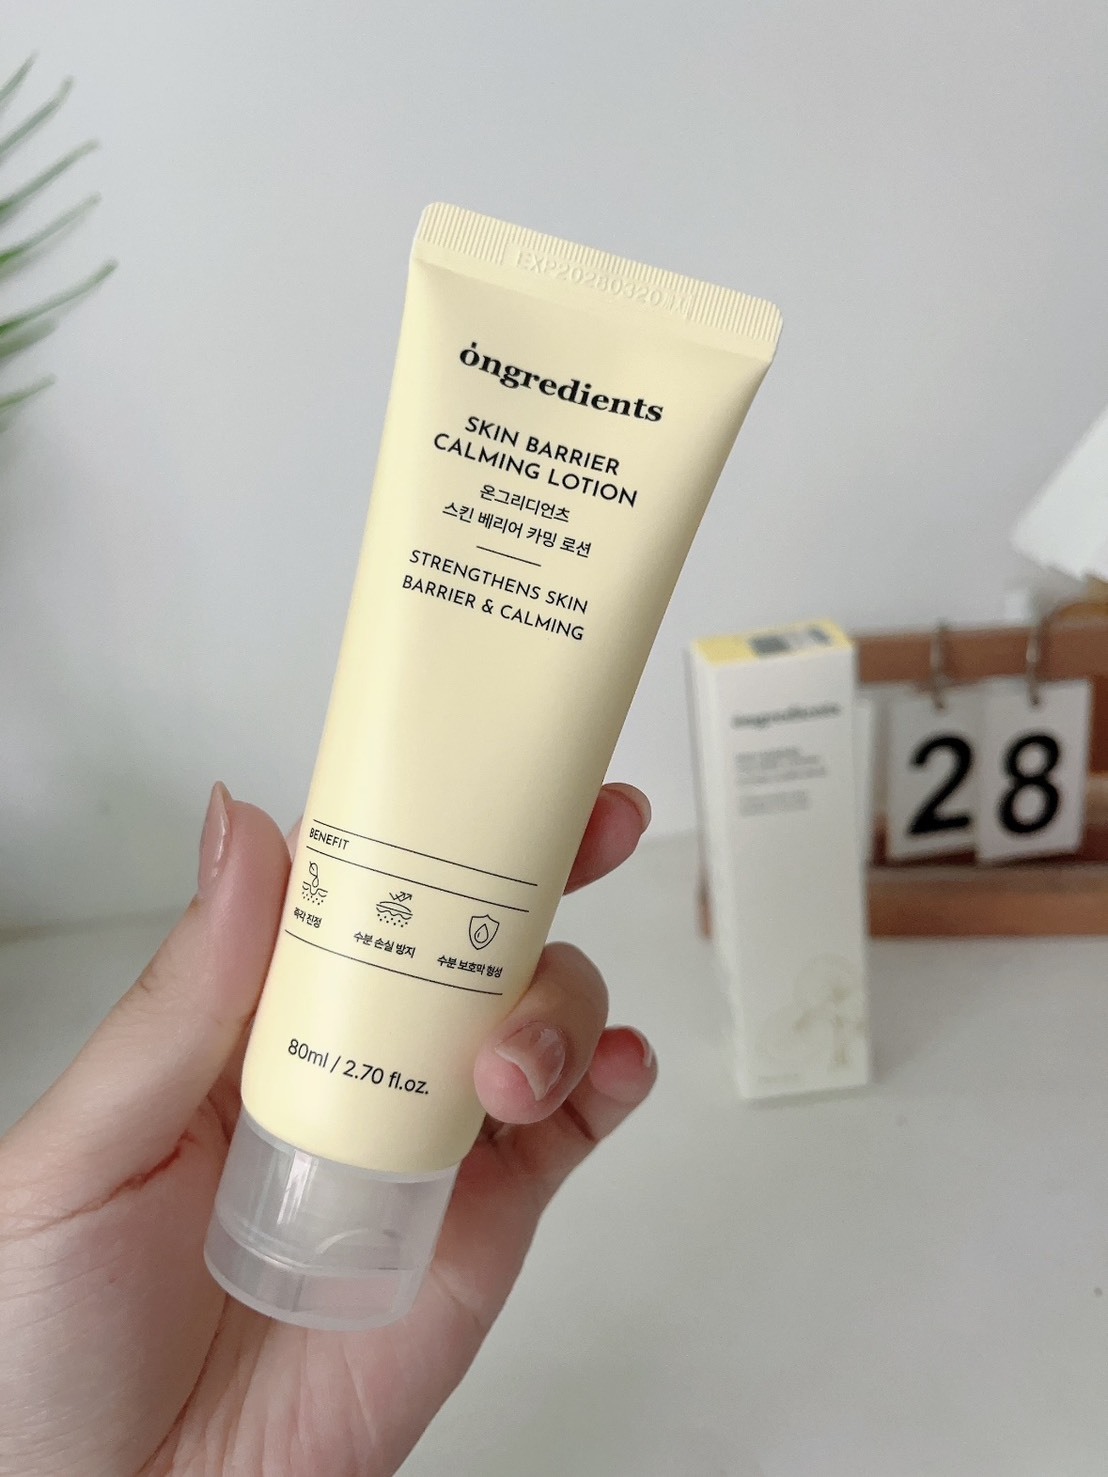 EXP20280320
óngredients
SKIN BARRIER
CALMING LOTION
온그리디언츠
스킨 베리어 카밍 로션
STRENGTHENS SKIN
BARRIER & CALMING
BENEFIT
즉각 진정
수분 손실 방지
수분 보호막 형성
80ml / 2.70 fl.oz.
óngredients
28